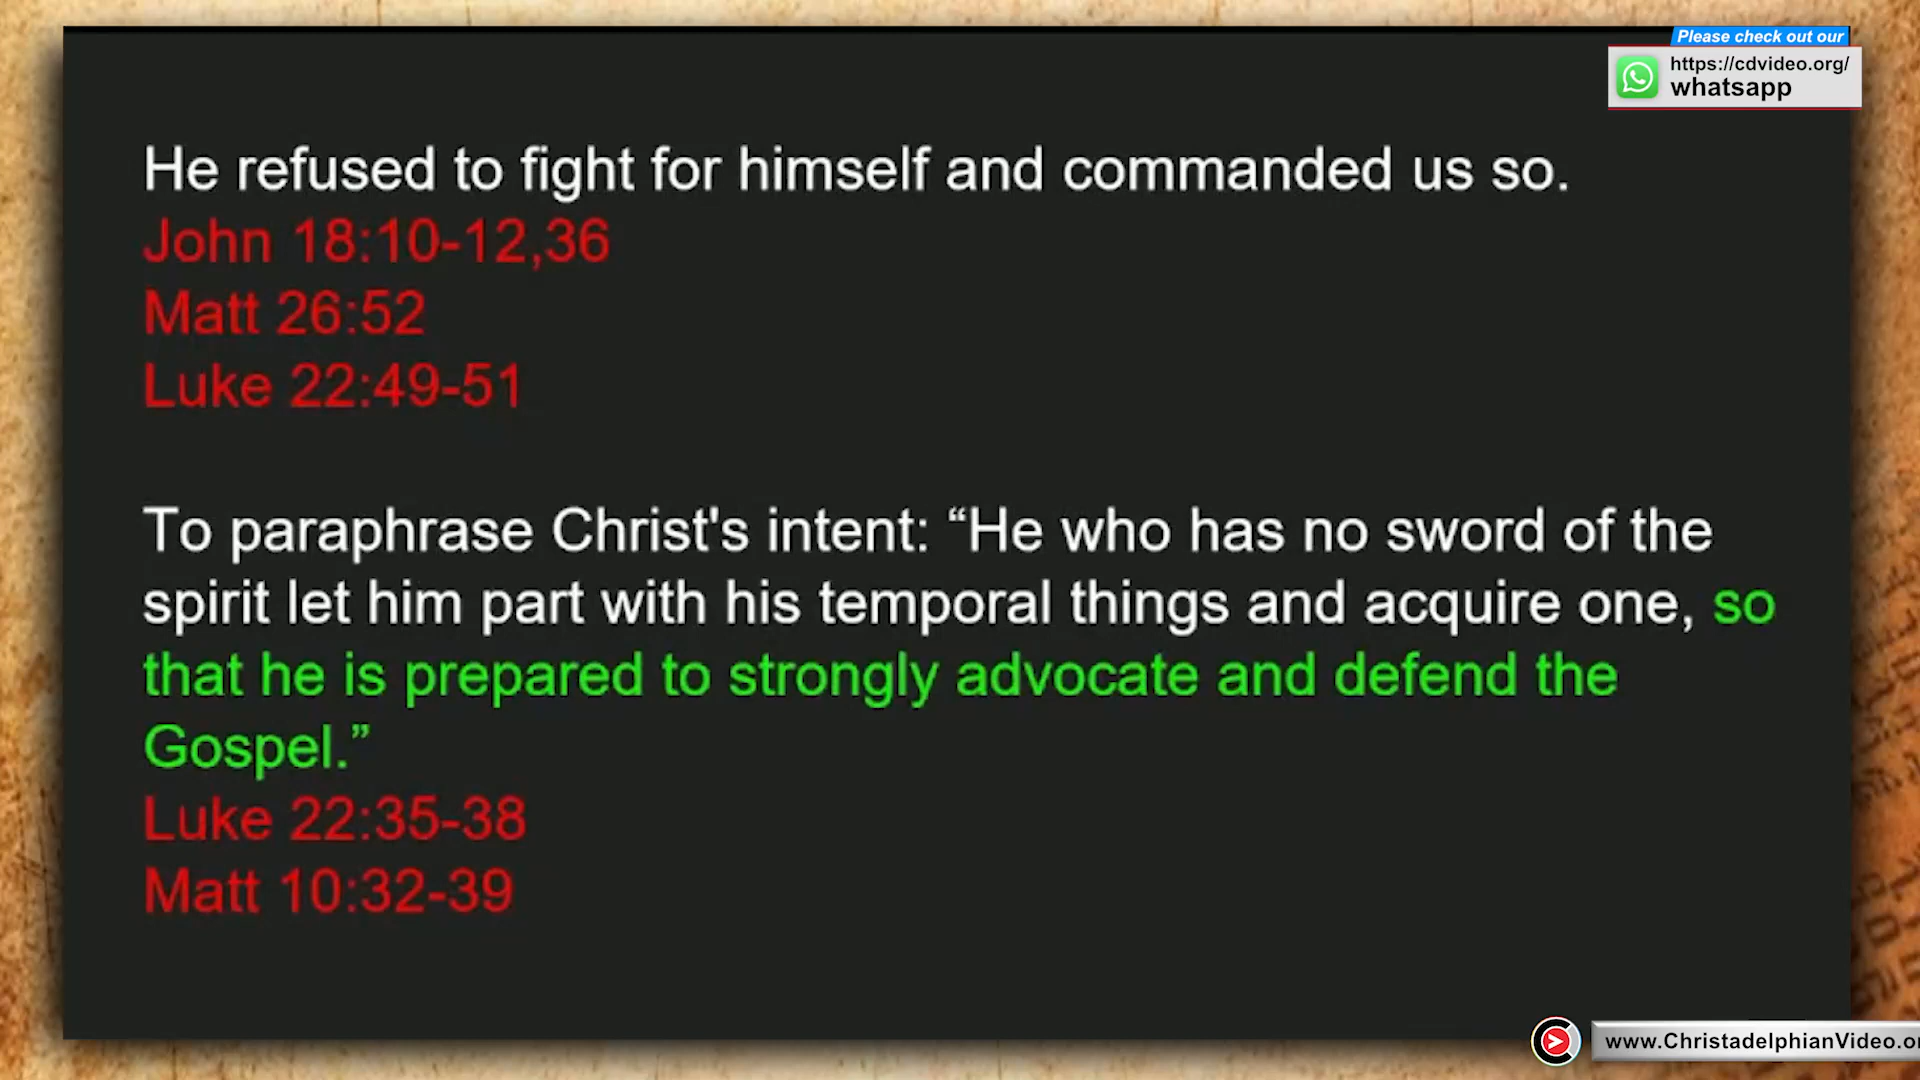 Please check out our
https://cdvideo.org/
whatsapp
He refused to fight for himself and commanded us so.
John 18:10-12,36
Matt 26:52
Luke 22:49-51
To paraphrase Christ's intent: “He who has no sword of the
spirit let him part with his temporal things and acquire one, so
that he is prepared to strongly advocate and defend the
Gospel.”
Luke 22:35-38
Matt 10:32-39
www.ChristadelphianVideo.or